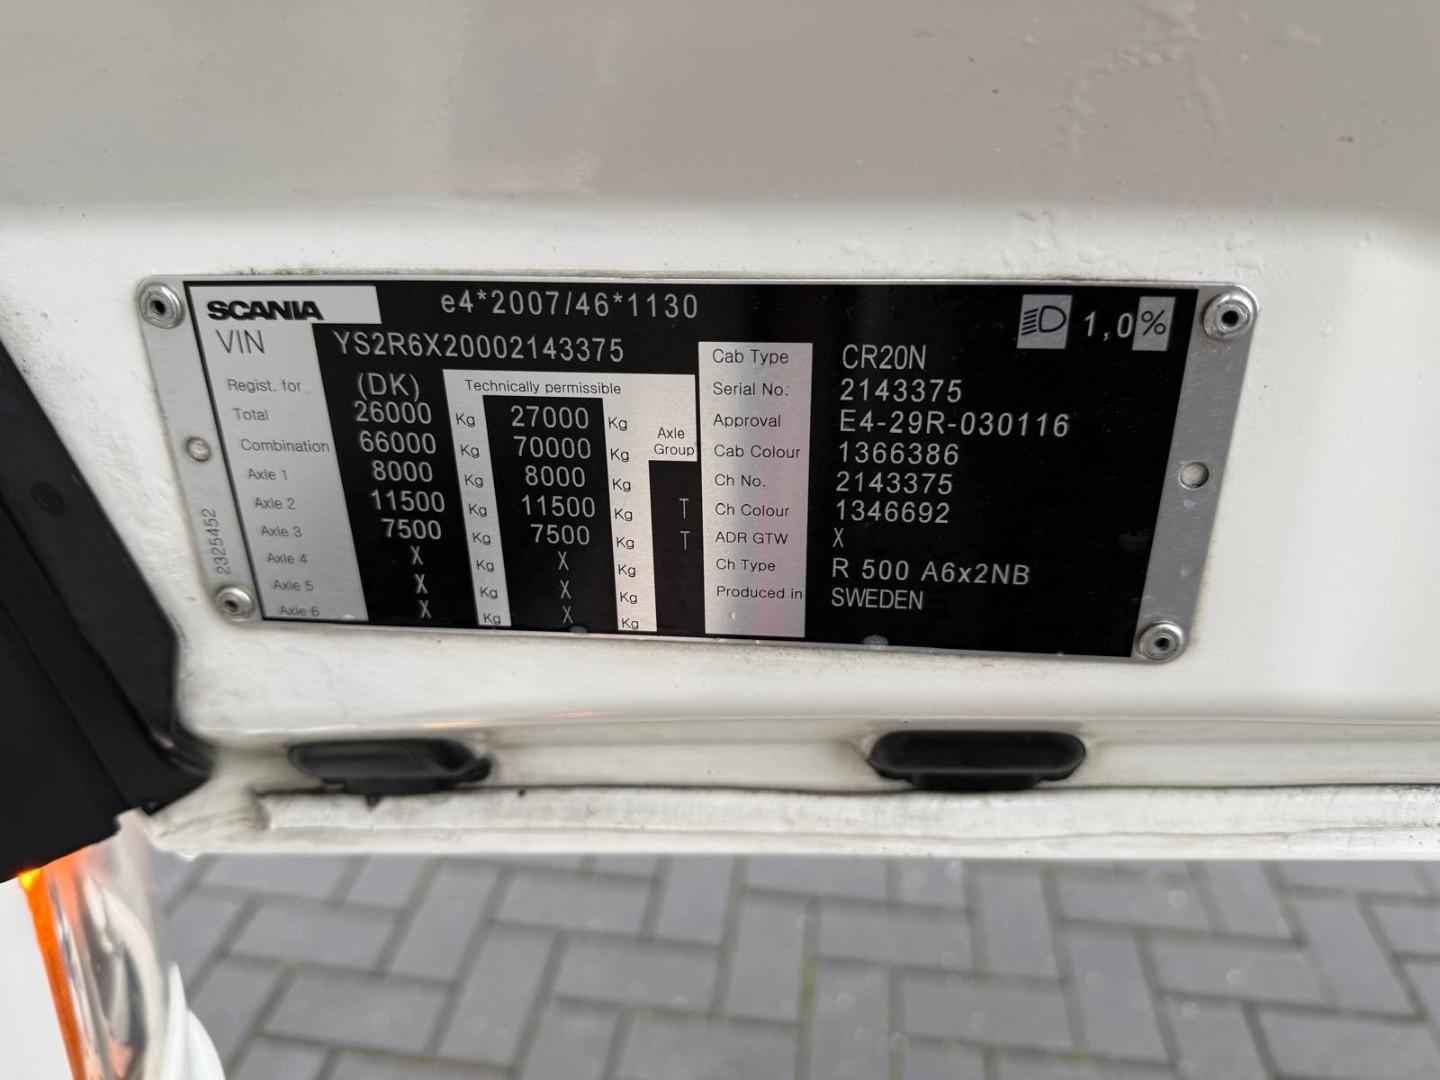 SCANIA e4*2007/46*1130 1,0%
VIN YS2R6X20002143375
Regist. for (DK) Technically permissible
Total 26000 Kg 27000 Kg
Combination 66000 Kg 70000 Kg Axle Group
Axle 1 8000 Kg 8000 Kg
Axle 2 11500 Kg 11500 Kg T
Axle 3 7500 Kg 7500 Kg T
Axle 4 X Kg X Kg
Axle 5 X Kg X Kg
Axle 6 X Kg X Kg
Cab Type CR20N
Serial No.: 2143375
Approval E4-29R-030116
Cab Colour 1366386
Ch No. 2143375
Ch Colour 1346692
ADR GTW X
Ch Type R 500 A6x2NB
Produced in SWEDEN
2325452